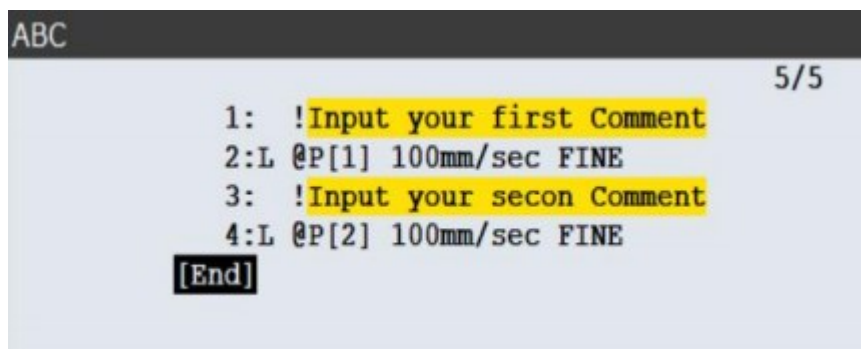 ABC
5/5
1: !Input your first Comment
2:L @P[1] 100mm/sec FINE
3: !Input your secon Comment
4:L @P[2] 100mm/sec FINE
[End]